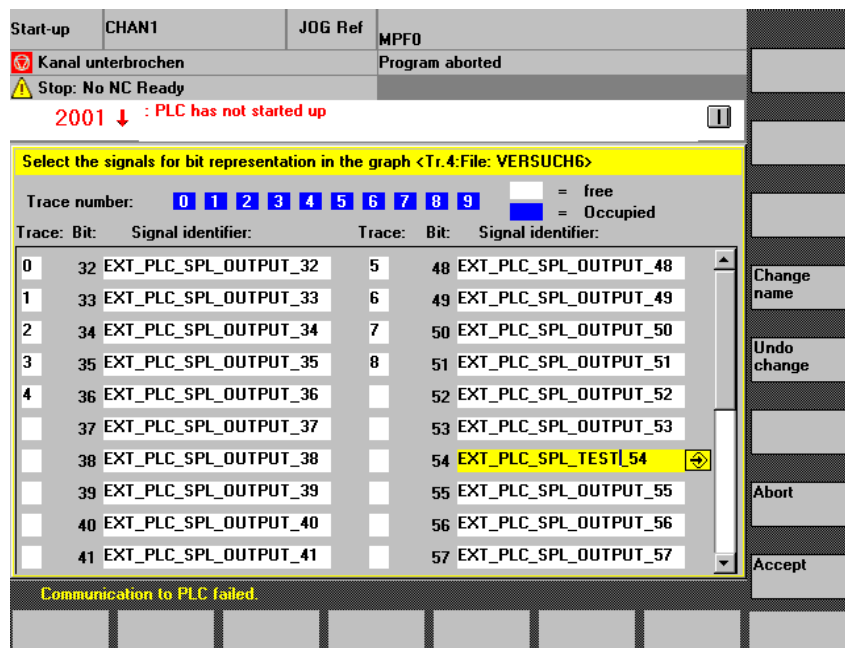 Start-up CHAN1 JOG Ref MPF0
Kanal unterbrochen Program aborted
Stop: No NC Ready
2001 ↓ : PLC has not started up
Select the signals for bit representation in the graph <Tr.4:File: VERSUCH6>
Trace number: 0 1 2 3 4 5 6 7 8 9 = free
= Occupied
Trace: Bit: Signal identifier: Trace: Bit: Signal identifier:
0 32 EXT_PLC_SPL_OUTPUT_32 5 48 EXT_PLC_SPL_OUTPUT_48
1 33 EXT_PLC_SPL_OUTPUT_33 6 49 EXT_PLC_SPL_OUTPUT_49
2 34 EXT_PLC_SPL_OUTPUT_34 7 50 EXT_PLC_SPL_OUTPUT_50
3 35 EXT_PLC_SPL_OUTPUT_35 8 51 EXT_PLC_SPL_OUTPUT_51
4 36 EXT_PLC_SPL_OUTPUT_36 52 EXT_PLC_SPL_OUTPUT_52
37 EXT_PLC_SPL_OUTPUT_37 53 EXT_PLC_SPL_OUTPUT_53
38 EXT_PLC_SPL_OUTPUT_38 54 EXT_PLC_SPL_TEST_54
39 EXT_PLC_SPL_OUTPUT_39 55 EXT_PLC_SPL_OUTPUT_55
40 EXT_PLC_SPL_OUTPUT_40 56 EXT_PLC_SPL_OUTPUT_56
41 EXT_PLC_SPL_OUTPUT_41 57 EXT_PLC_SPL_OUTPUT_57
Communication to PLC failed.
Change
name
Undo
change
Abort
Accept